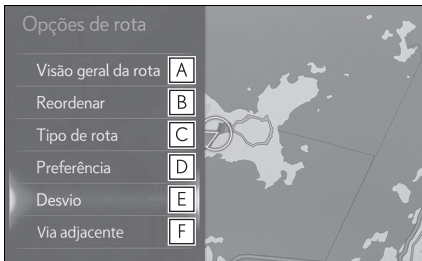 Opções de rota
Visão geral da rota A
Reordenar B
Tipo de rota C
Preferência D
Desvio E
Via adjacente F